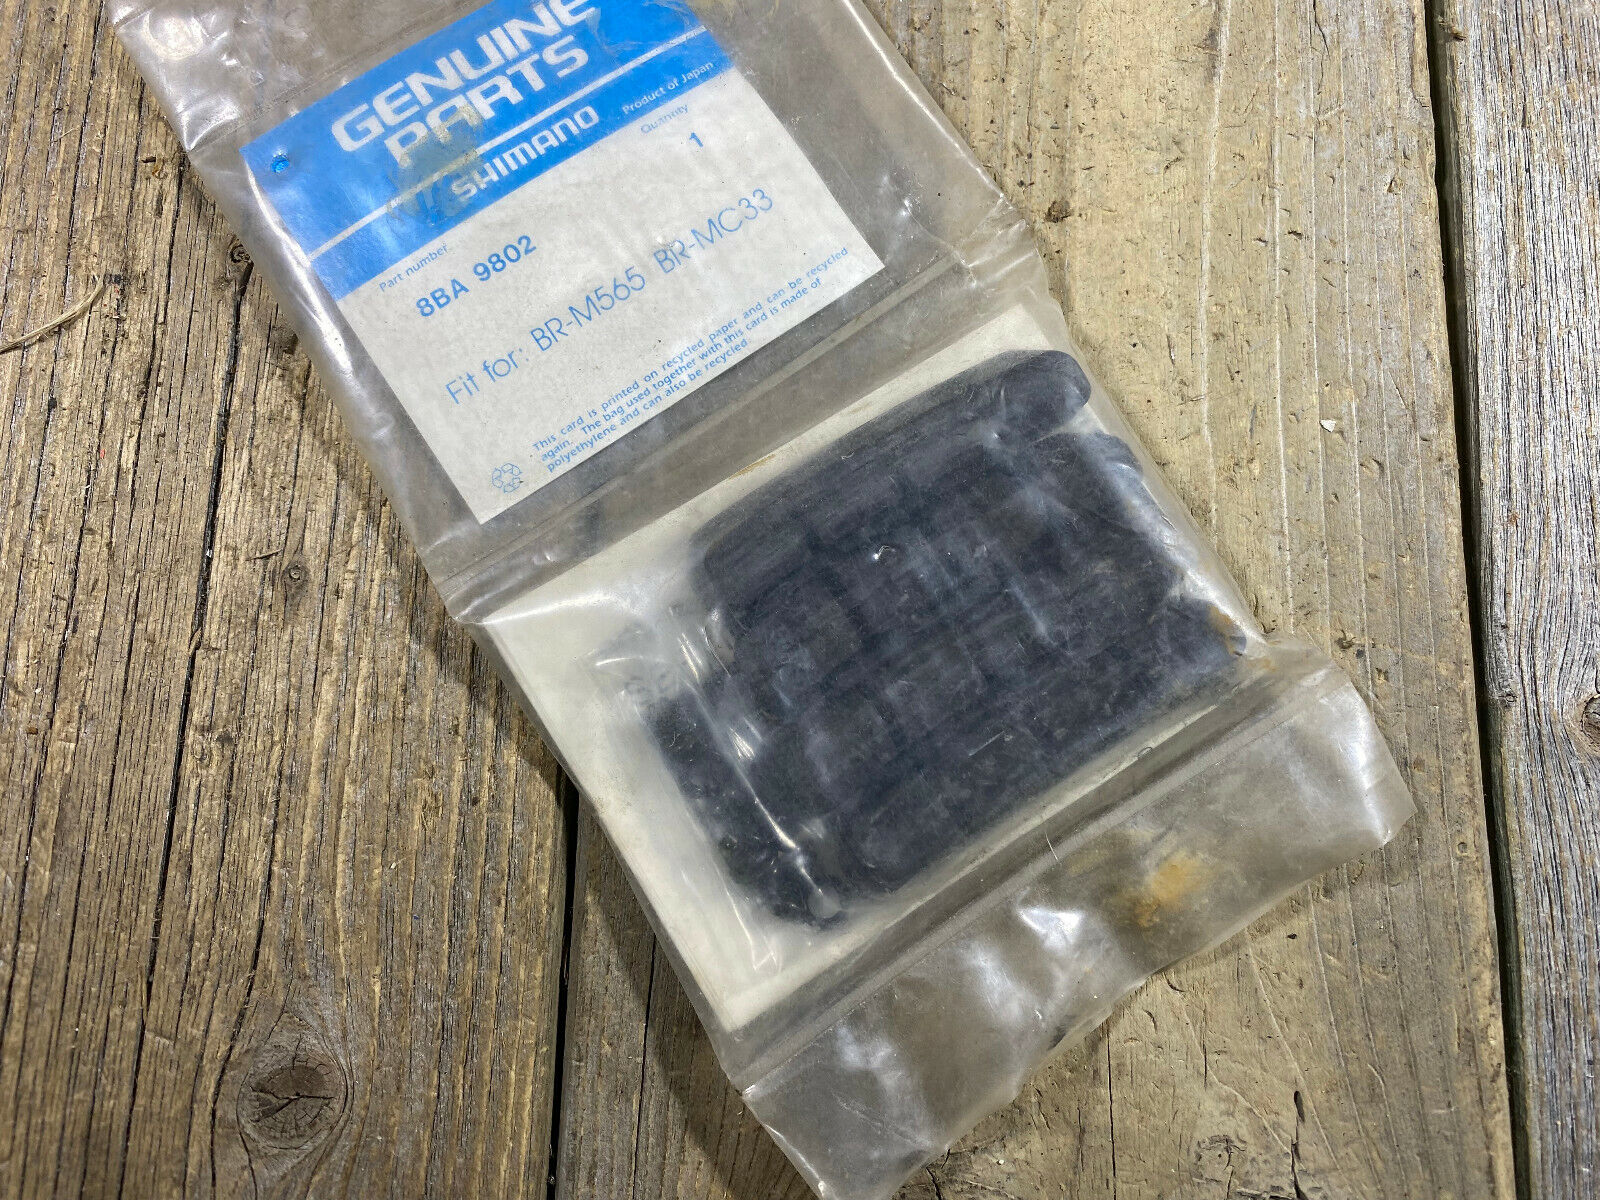 GENUINE
PARTS
SHIMANO
Product of Japan
Part number
Quantity
8BA 9802
1
Fit for: BR-M565 BR-MC33
This card is printed on recycled paper and can be recycled
again. The bag used together with this card is made of
polyethylene and can also be recycled